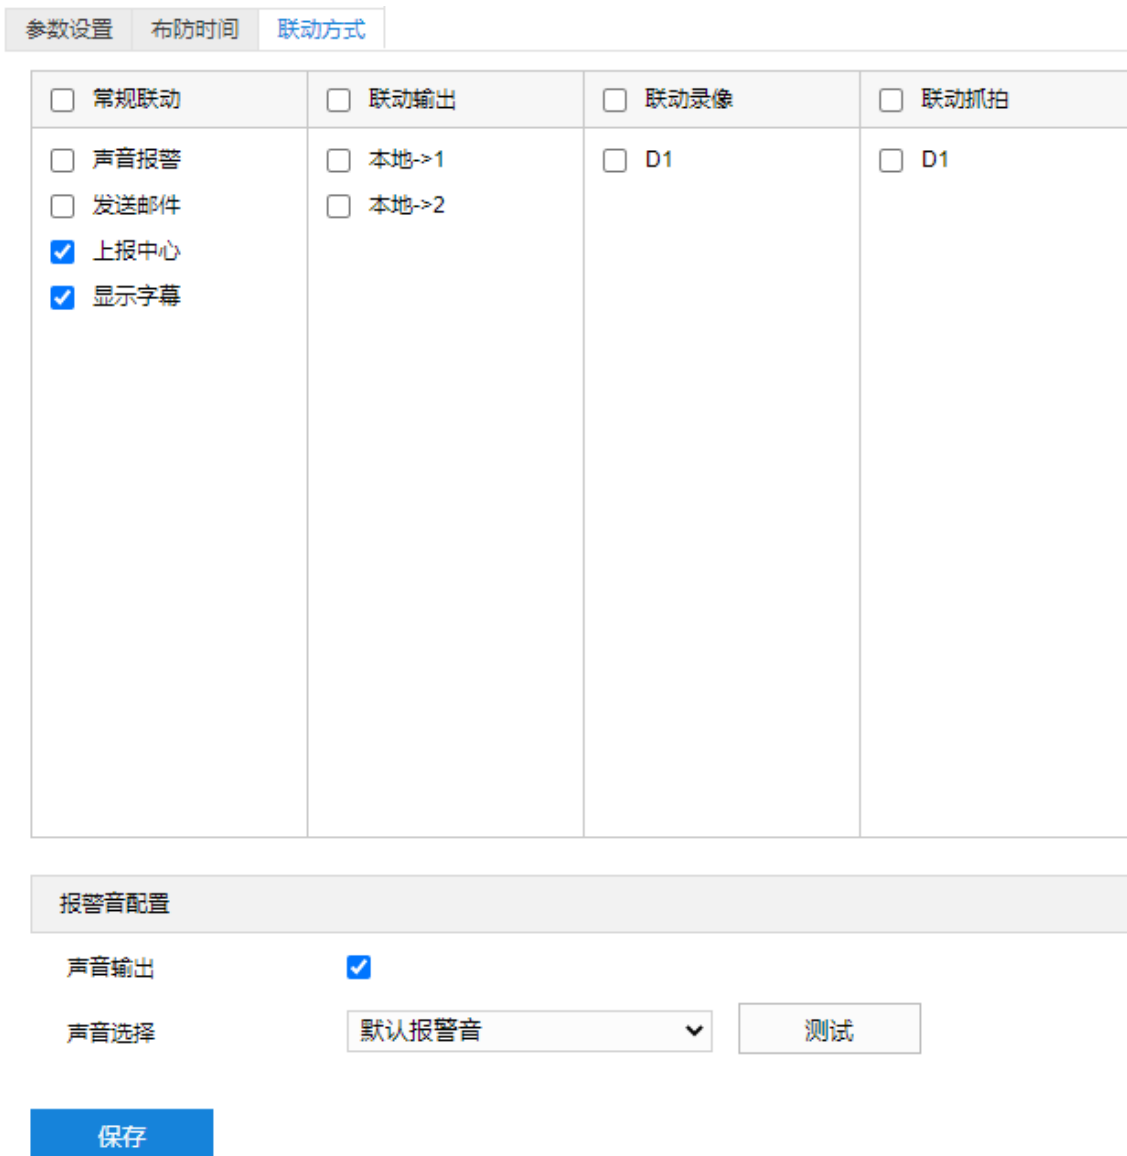 参数设置 布防时间 联动方式
常规联动 联动输出 联动录像 联动抓拍
声音报警 本地->1 D1 D1
发送邮件 本地->2
上报中心
显示字幕
报警音配置
声音输出
声音选择 默认报警音 测试
保存